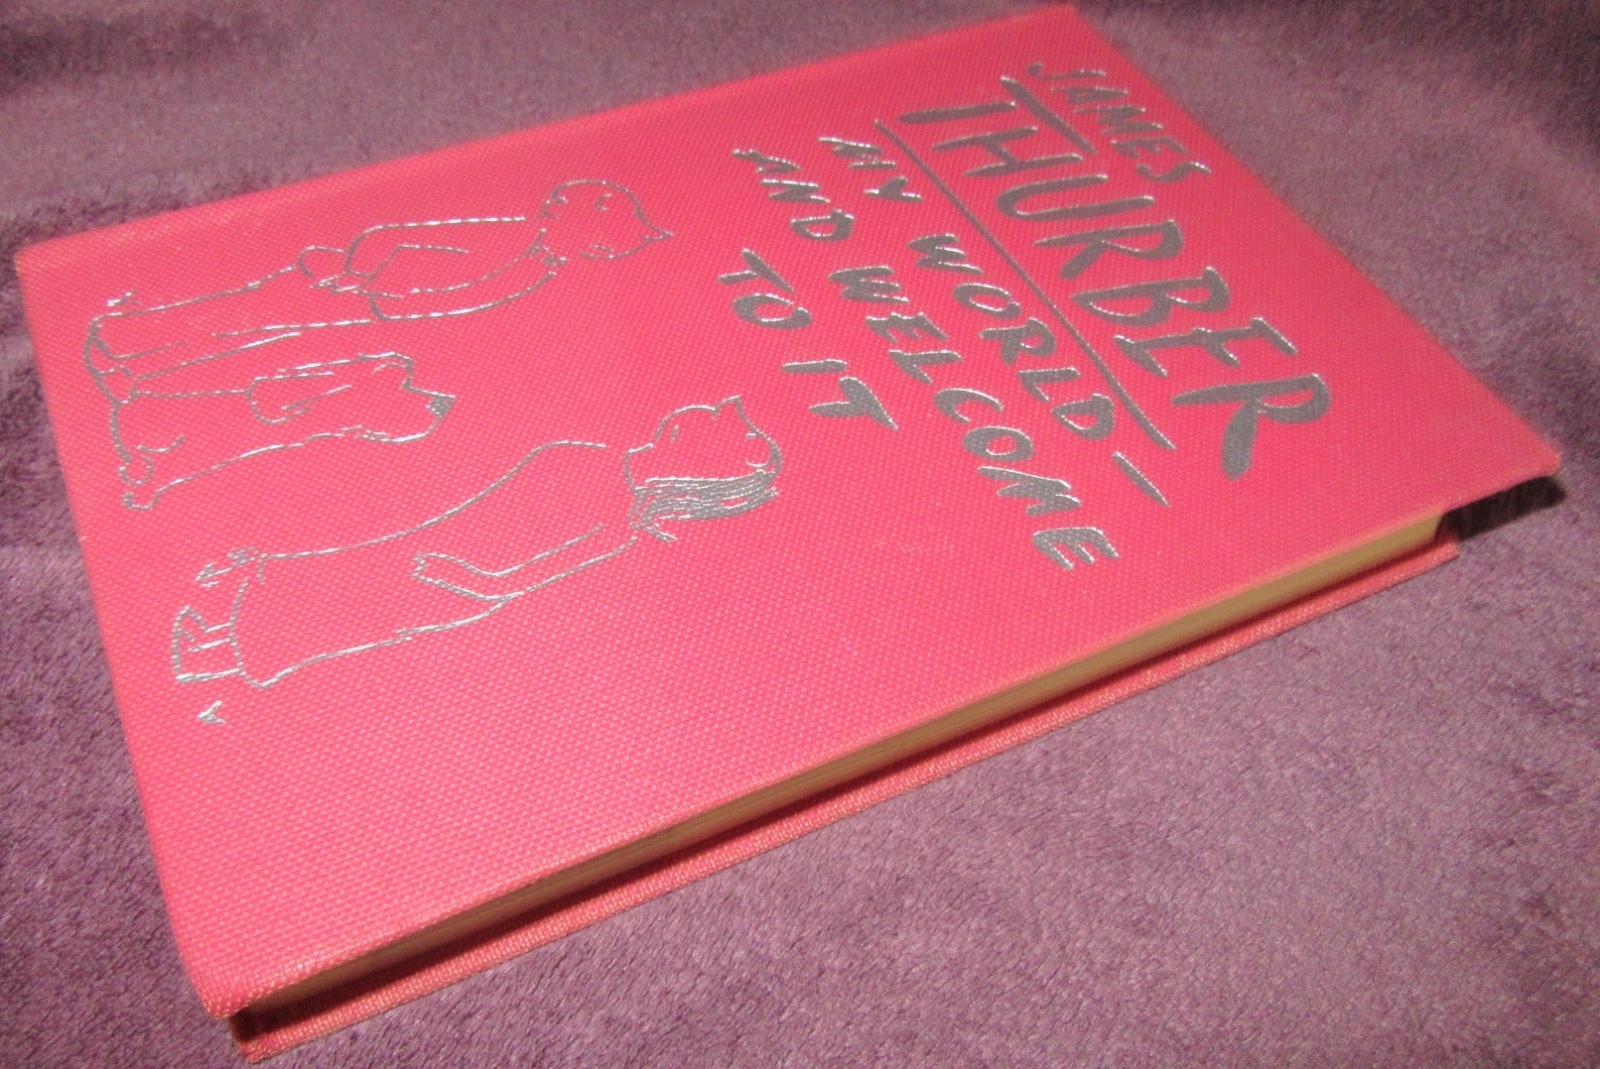 JAMES
THURBER
MY WORLD—
AND WELCOME
TO IT